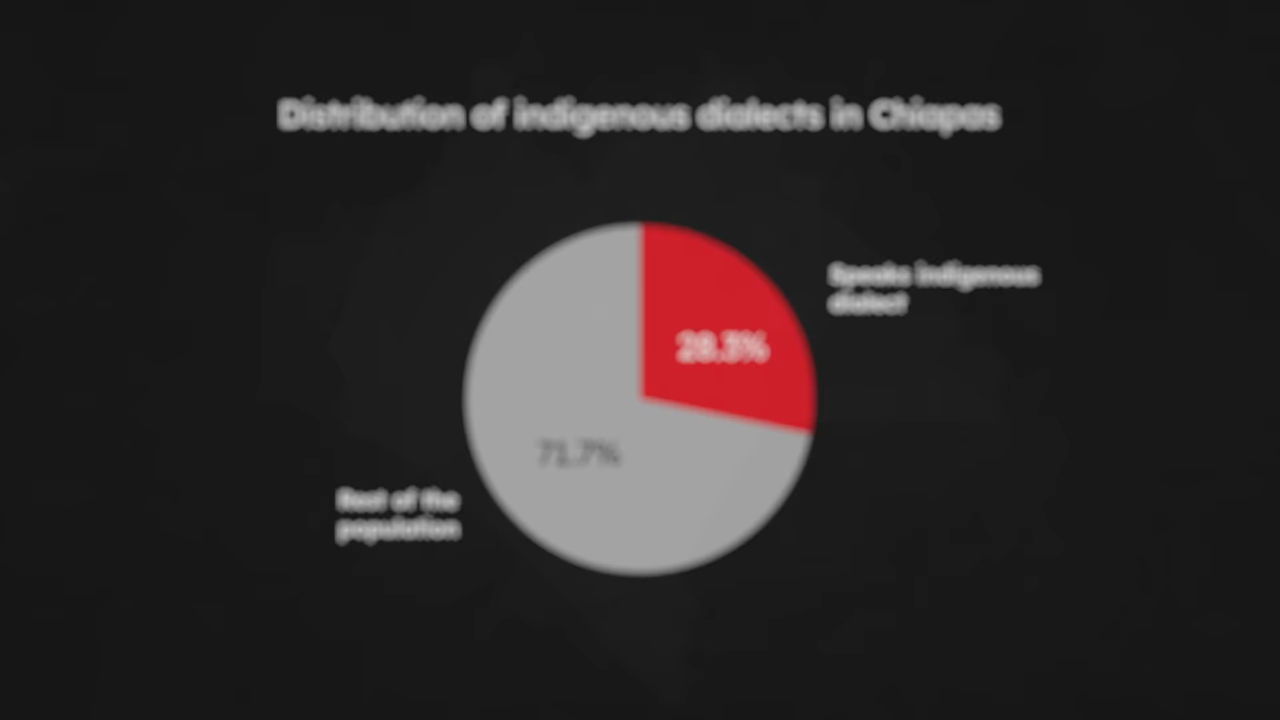 Distribution of indigenous dialects in Chiapas
Speaks indigenous
dialect
28.3%
71.7%
Rest of the
population